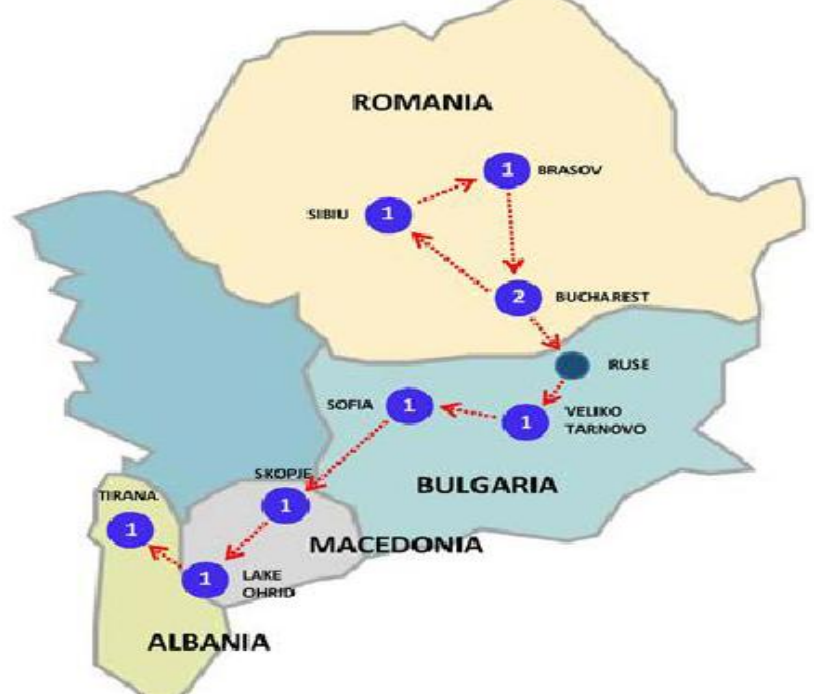 ROMANIA
1 BRASOV
SIBIU 1
2 BUCHAREST
RUSE
SOFIA 1
1 VELIKO
TARNOVO
BULGARIA
SKOPJE
1
TIRANA
1
MACEDONIA
1 LAKE
OHRID
ALBANIA